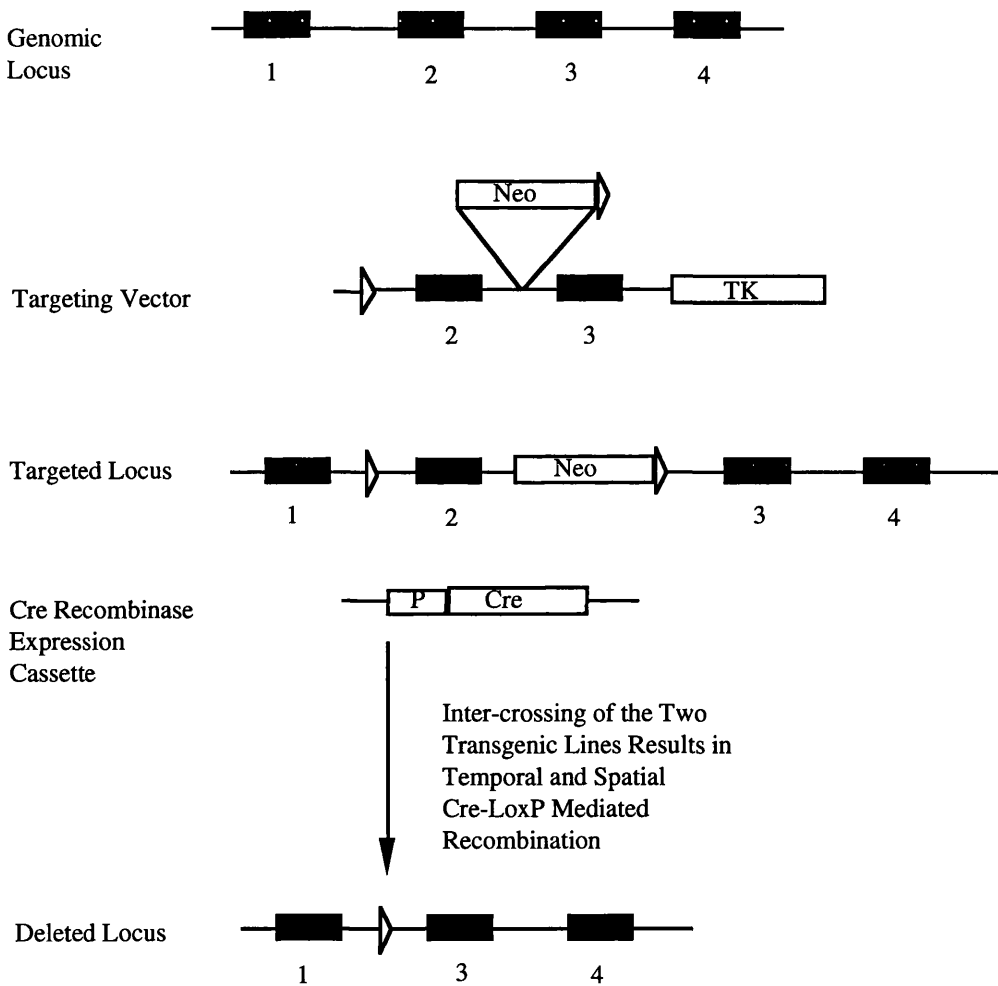 Genomic
Locus
1 2 3 4
Neo
Targeting Vector
TK
2 3
Targeted Locus
Neo
1 2 3 4
Cre Recombinase
Expression
Cassette
P Cre
Inter-crossing of the Two
Transgenic Lines Results in
Temporal and Spatial
Cre-LoxP Mediated
Recombination
Deleted Locus
1 3 4